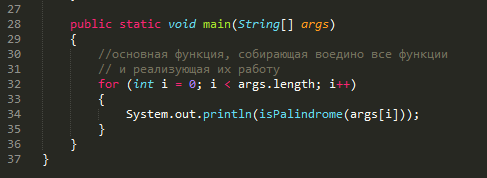 27
28 public static void main(String[] args)
29 {
30 //основная функция, собирающая воедино все функции
31 // и реализующая их работу
32 for (int i = 0; i < args.length; i++)
33 {
34 System.out.println(isPalindrome(args[i]));
35 }
36 }
37 }